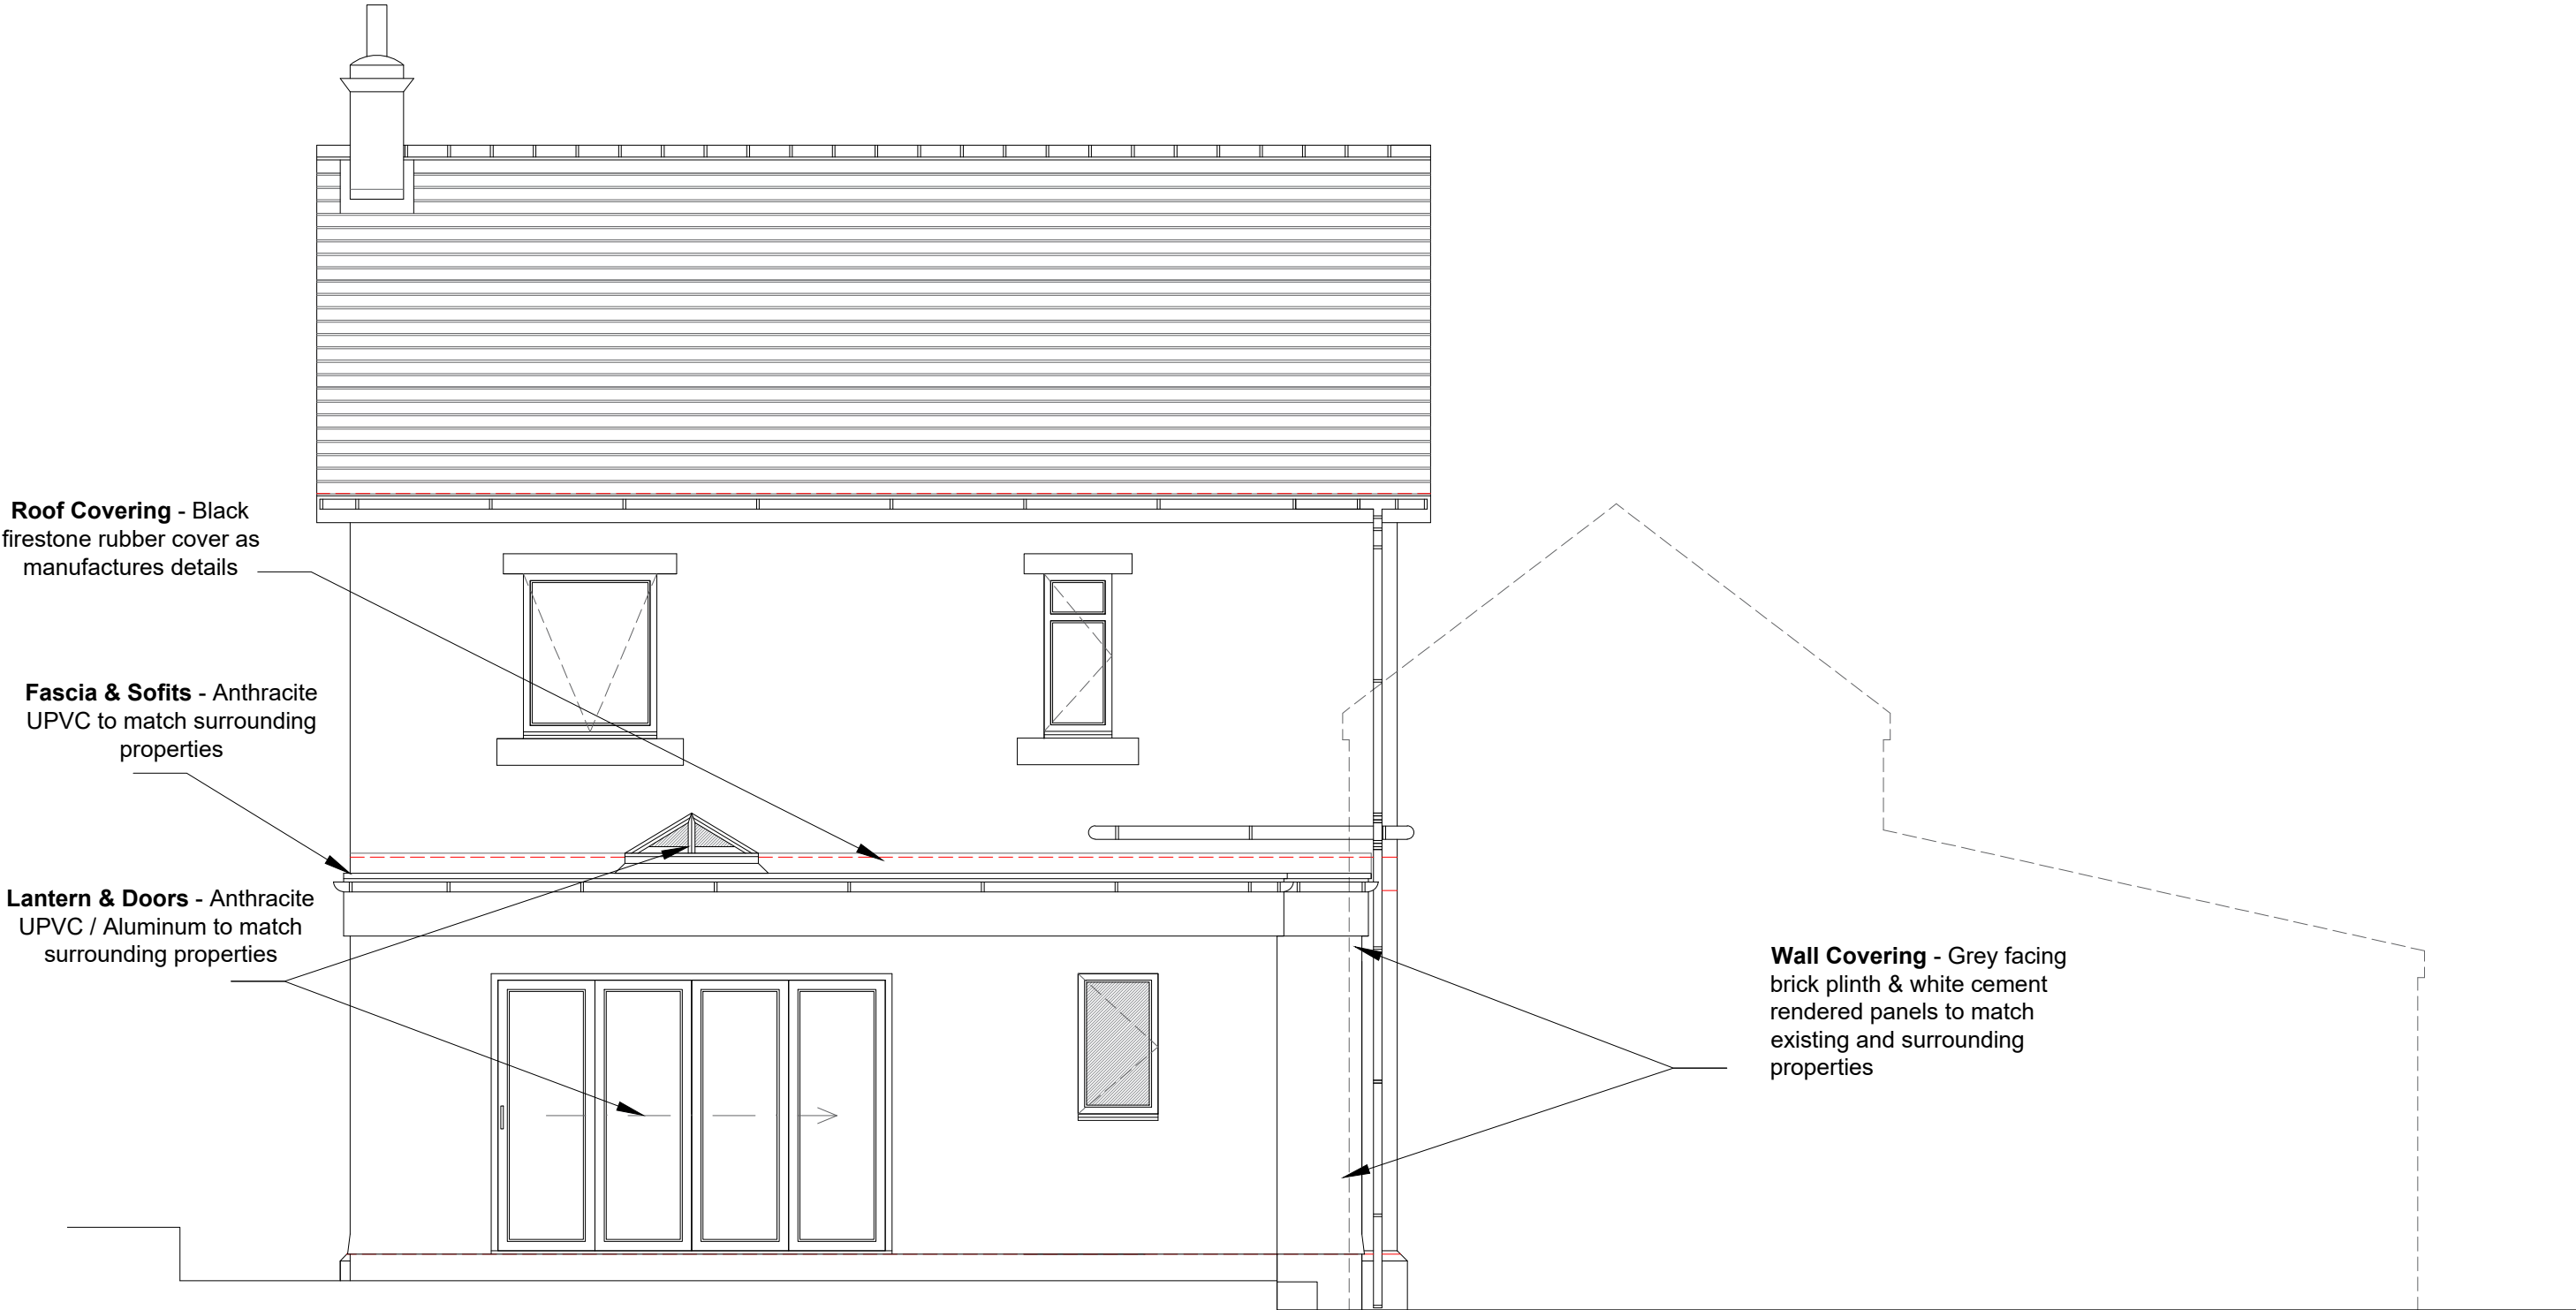 Roof Covering - Black
firestone rubber cover as
manufactures details
Fascia & Sofits - Anthracite
UPVC to match surrounding
properties
Lantern & Doors - Anthracite
UPVC / Aluminum to match
surrounding properties
Wall Covering - Grey facing
brick plinth & white cement
rendered panels to match
existing and surrounding
properties